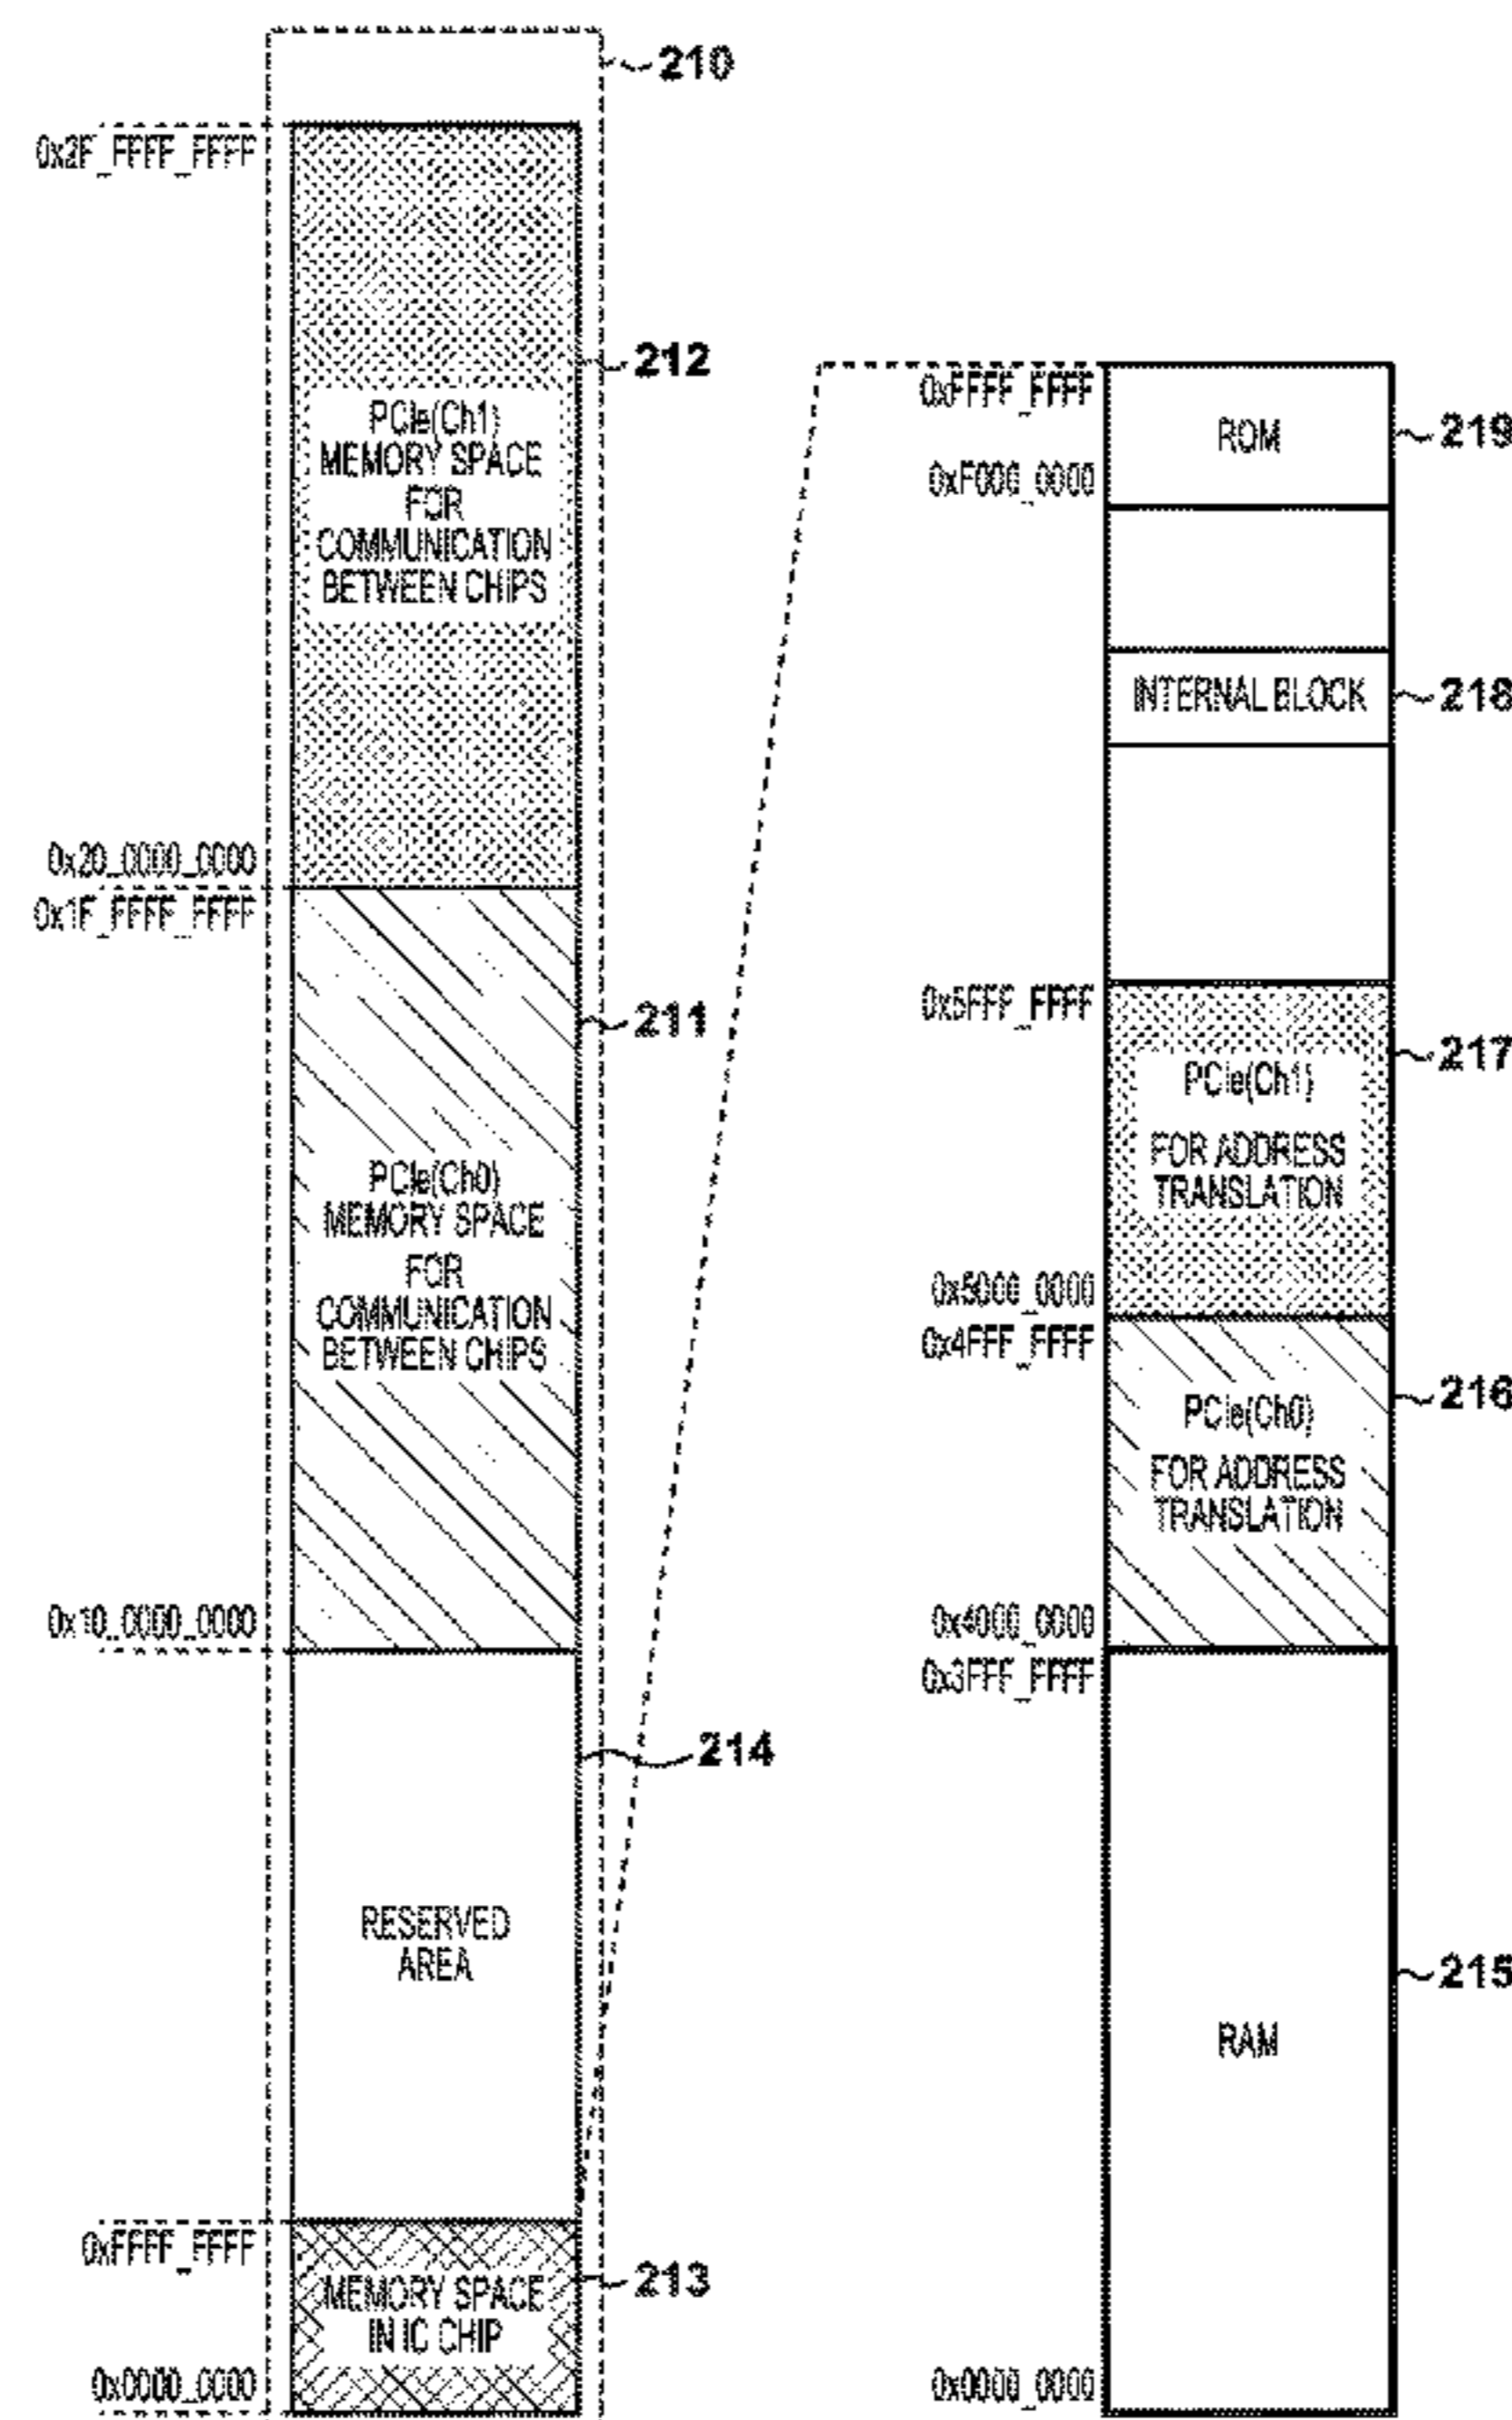 210
0x2F_FFFF_FFFF
212
PCIe(Ch1)
MEMORY SPACE
FOR
COMMUNICATION
BETWEEN CHIPS
0x20_0000_0000
0x1F_FFFF_FFFF
211
PCIe(Ch0)
MEMORY SPACE
FOR
COMMUNICATION
BETWEEN CHIPS
0x10_0000_0000
214
RESERVED
AREA
0xFFFF_FFFF
213
MEMORY SPACE
IN IC CHIP
0x0000_0000
0xFFFF_FFFF
ROM
219
0xF000_0000
INTERNAL BLOCK
218
0x5FFF_FFFF
217
PCIe(Ch1)
FOR ADDRESS
TRANSLATION
0x5000_0000
0x4FFF_FFFF
216
PCIe(Ch0)
FOR ADDRESS
TRANSLATION
0x4000_0000
0x3FFF_FFFF
215
RAM
0x0000_0000